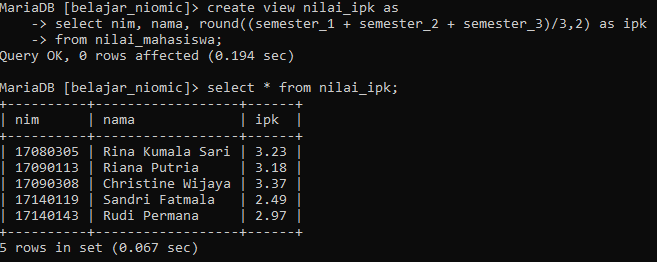 MariaDB [belajar_niomic]> create view nilai_ipk as
    -> select nim, nama, round((semester_1 + semester_2 + semester_3)/3,2) as ipk
    -> from nilai_mahasiswa;
Query OK, 0 rows affected (0.194 sec)
MariaDB [belajar_niomic]> select * from nilai_ipk;
+----------+------------------+------+
| nim      | nama             | ipk  |
+----------+------------------+------+
| 17080305 | Rina Kumala Sari | 3.23 |
| 17090113 | Riana Putria     | 3.18 |
| 17090308 | Christine Wijaya | 3.37 |
| 17140119 | Sandri Fatmala   | 2.49 |
| 17140143 | Rudi Permana     | 2.97 |
+----------+------------------+------+
5 rows in set (0.067 sec)